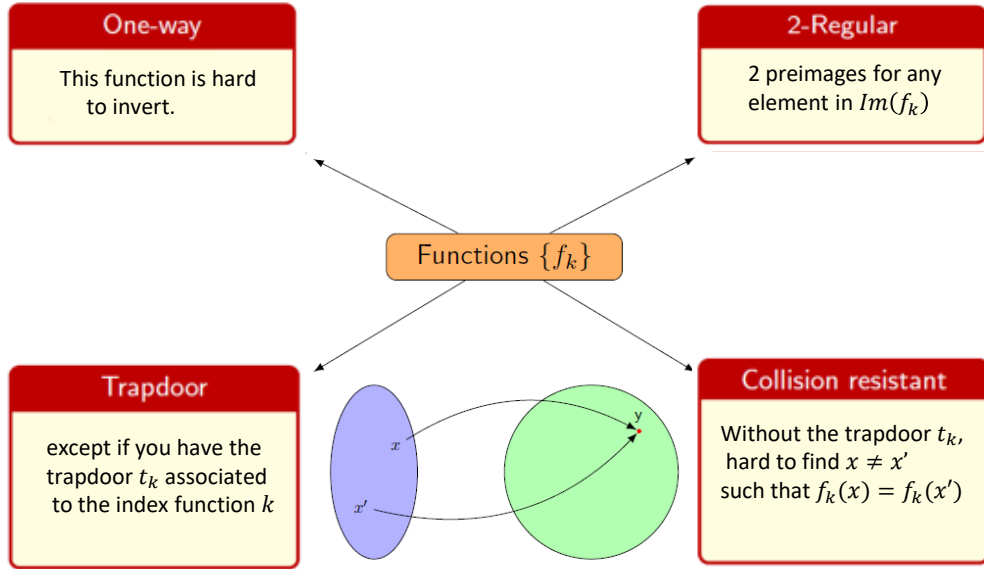 One-way
This function is hard
to invert.
2-Regular
2 preimages for any
element in Im(f_k)
Functions {f_k}
Trapdoor
except if you have the
trapdoor t_k associated
to the index function k
x
x'
y
Collision resistant
Without the trapdoor t_k,
hard to find x ≠ x'
such that f_k(x) = f_k(x')